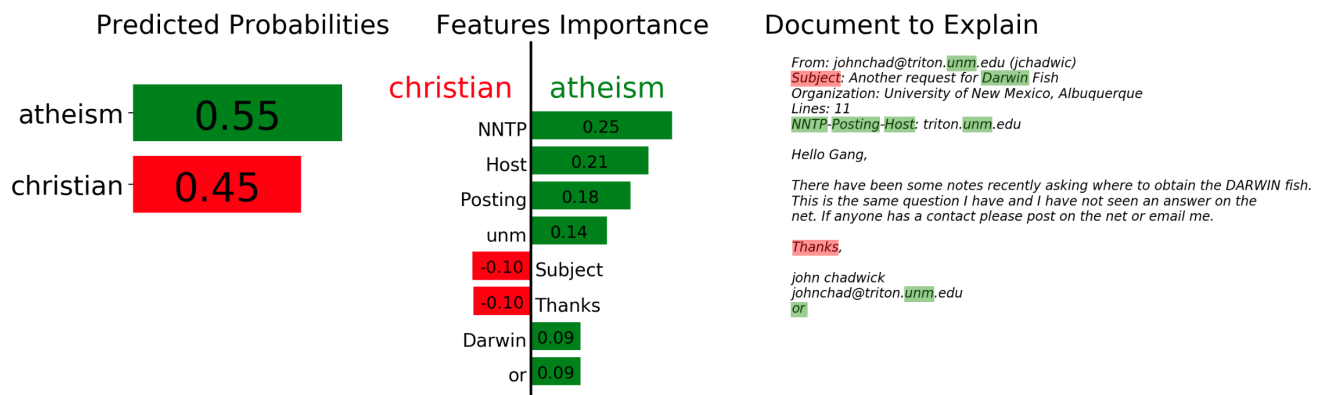 Predicted Probabilities
atheism 0.55
christian 0.45
Features Importance
christian atheism
NNTP 0.25
Host 0.21
Posting 0.18
unm 0.14
-0.10 Subject
-0.10 Thanks
Darwin 0.09
or 0.09
Document to Explain
From: johnchad@triton.unm.edu (jchadwic)
Subject: Another request for Darwin Fish
Organization: University of New Mexico, Albuquerque
Lines: 11
NNTP-Posting-Host: triton.unm.edu
Hello Gang,
There have been some notes recently asking where to obtain the DARWIN fish.
This is the same question I have and I have not seen an answer on the
net. If anyone has a contact please post on the net or email me.
Thanks,
john chadwick
johnchad@triton.unm.edu
or